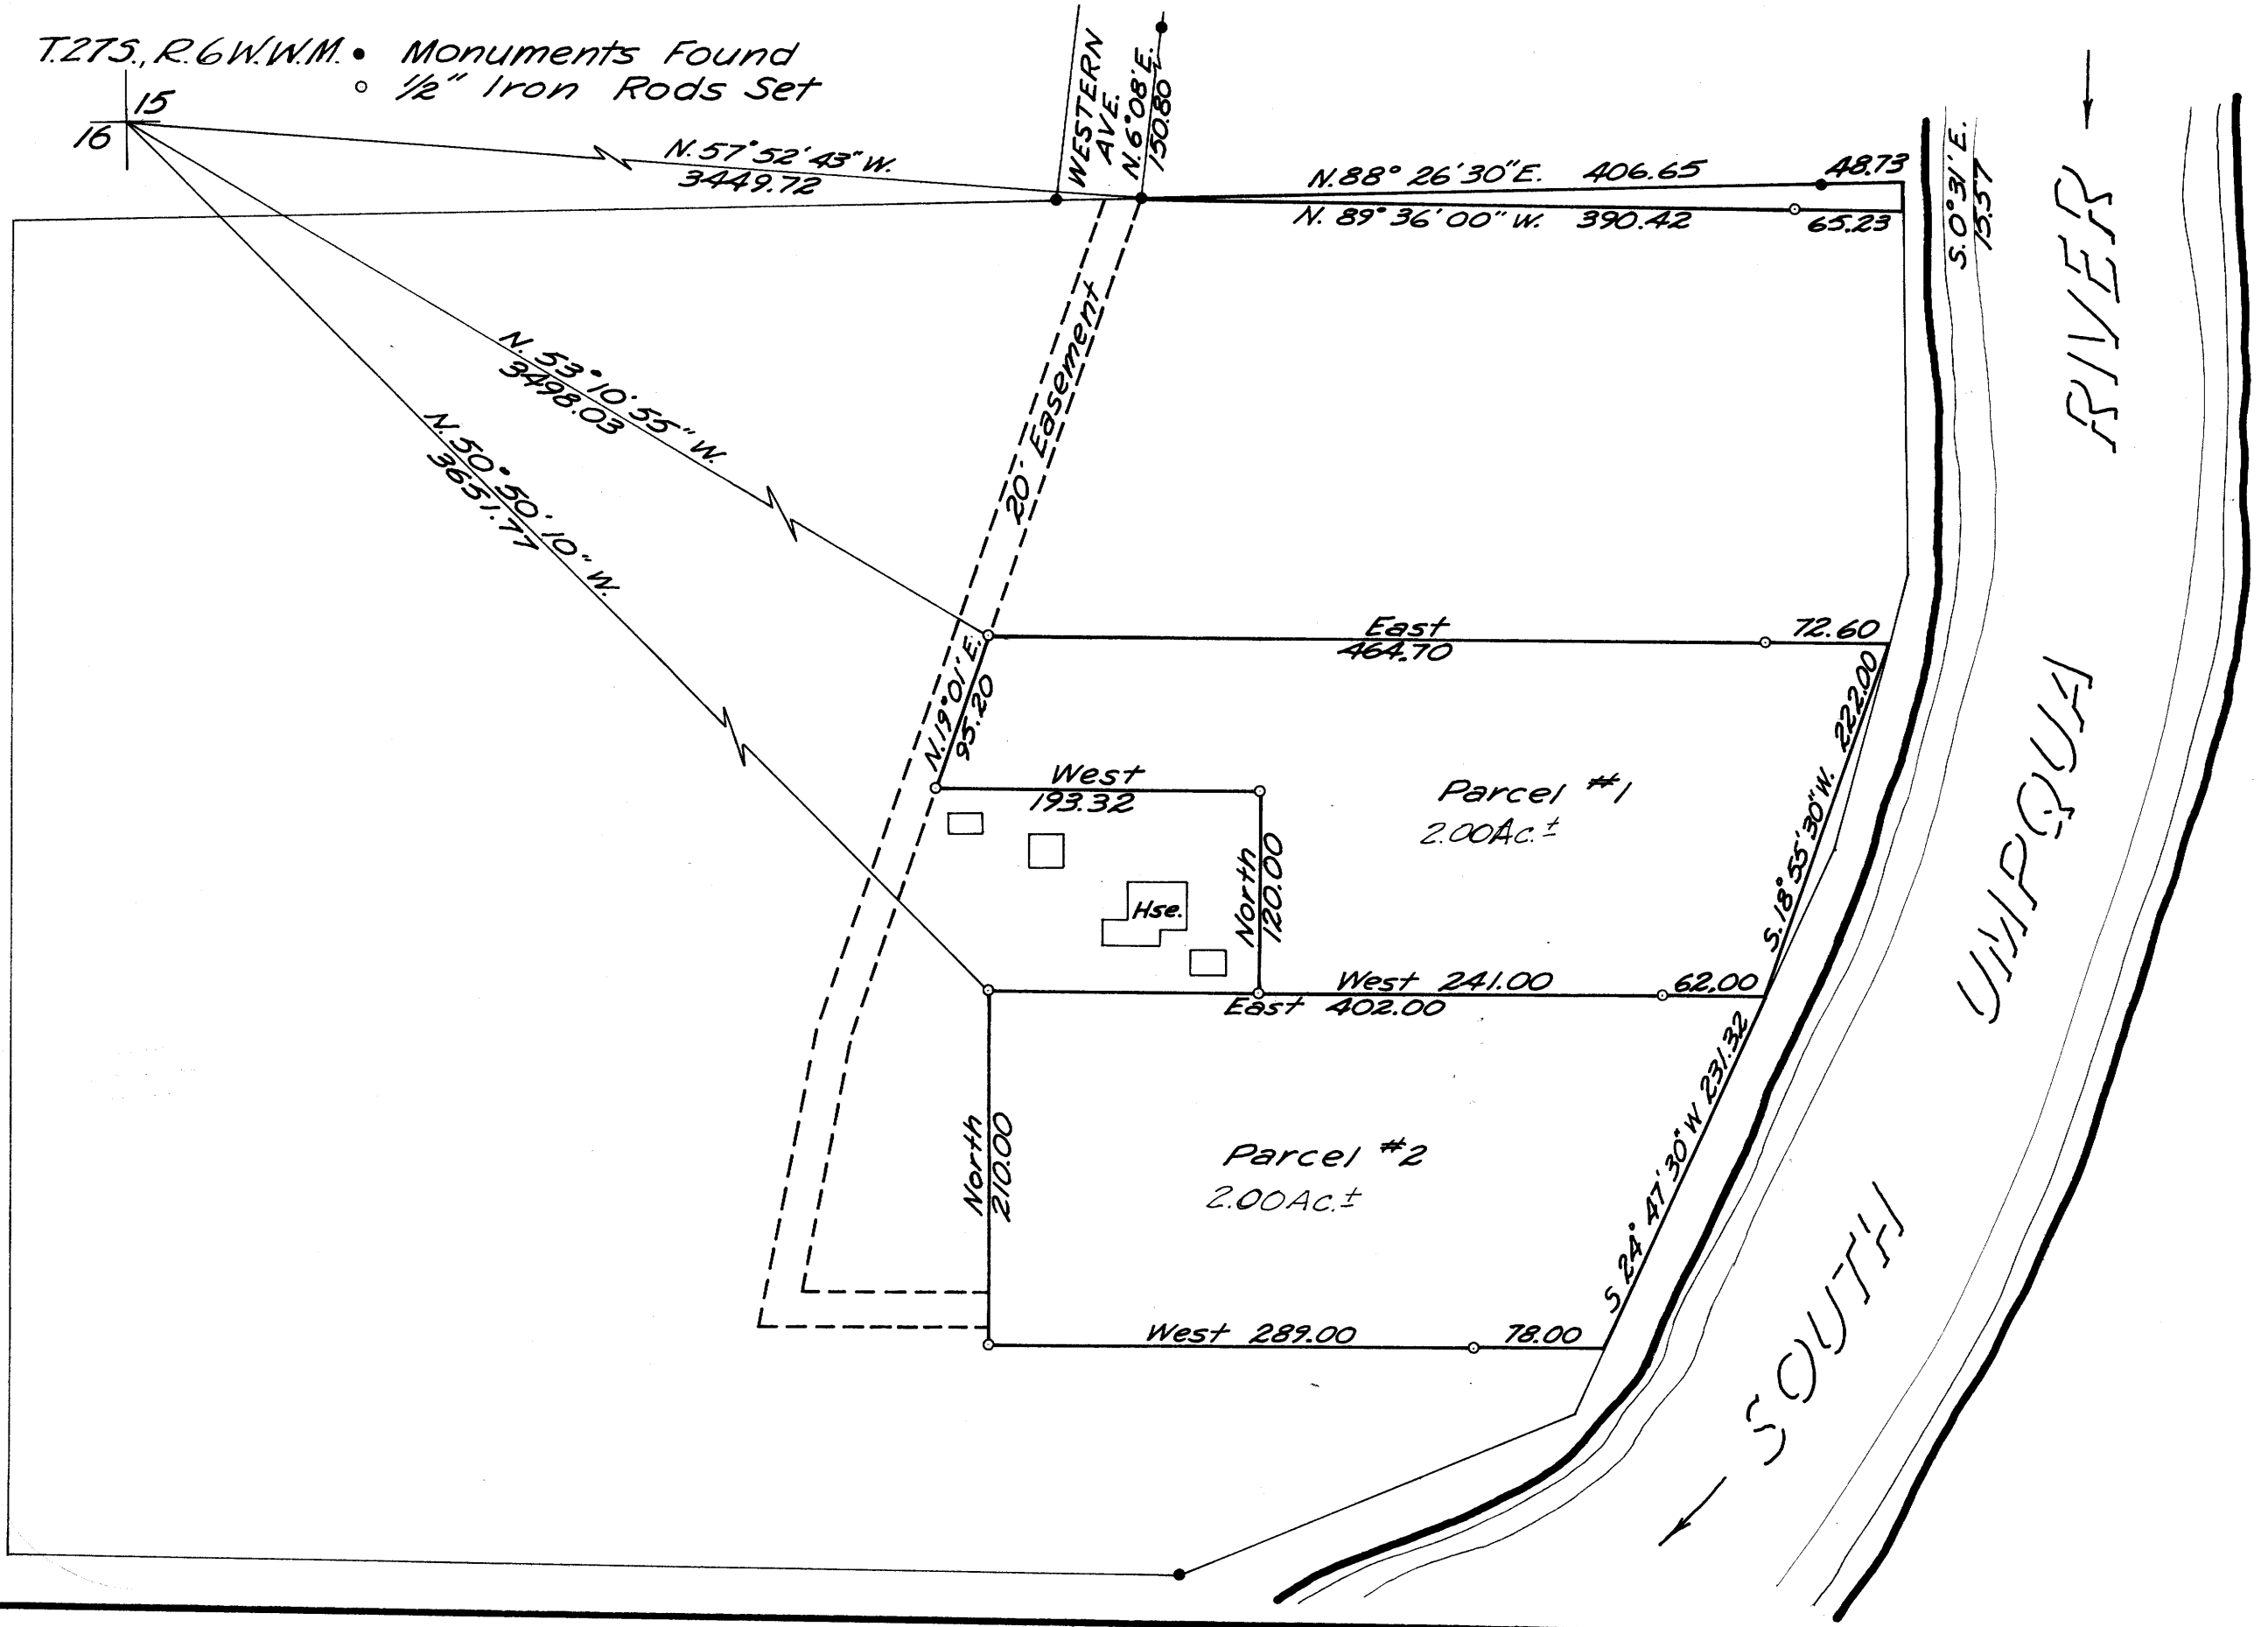 T.27S., R.6W.W.M.
● Monuments Found
○ 1/2" Iron Rods Set
15
16
WESTERN
AVE.
N.6°08'E.
150.80
N.57°52'43"W.
3449.72
N.88°26'30"E. 406.65
48.73
N. 89°36'00"W. 390.42
65.23
S.0°31'E.
15.57
RIVER
20' Easement
N. 53°10'55"W.
3498.03
N.50°50'10"W.
3651.77
East
464.70
72.60
N.19°01'E.
95.20
222.00
S.18°55'30"W.
West
193.32
Parcel #1
2.00Ac.±
UMPQUA
Hse.
North
120.00
West 241.00
62.00
East 402.00
S 24°47'30"W 231.32
North
210.00
Parcel #2
2.00Ac.±
SOUTH
West 289.00
78.00